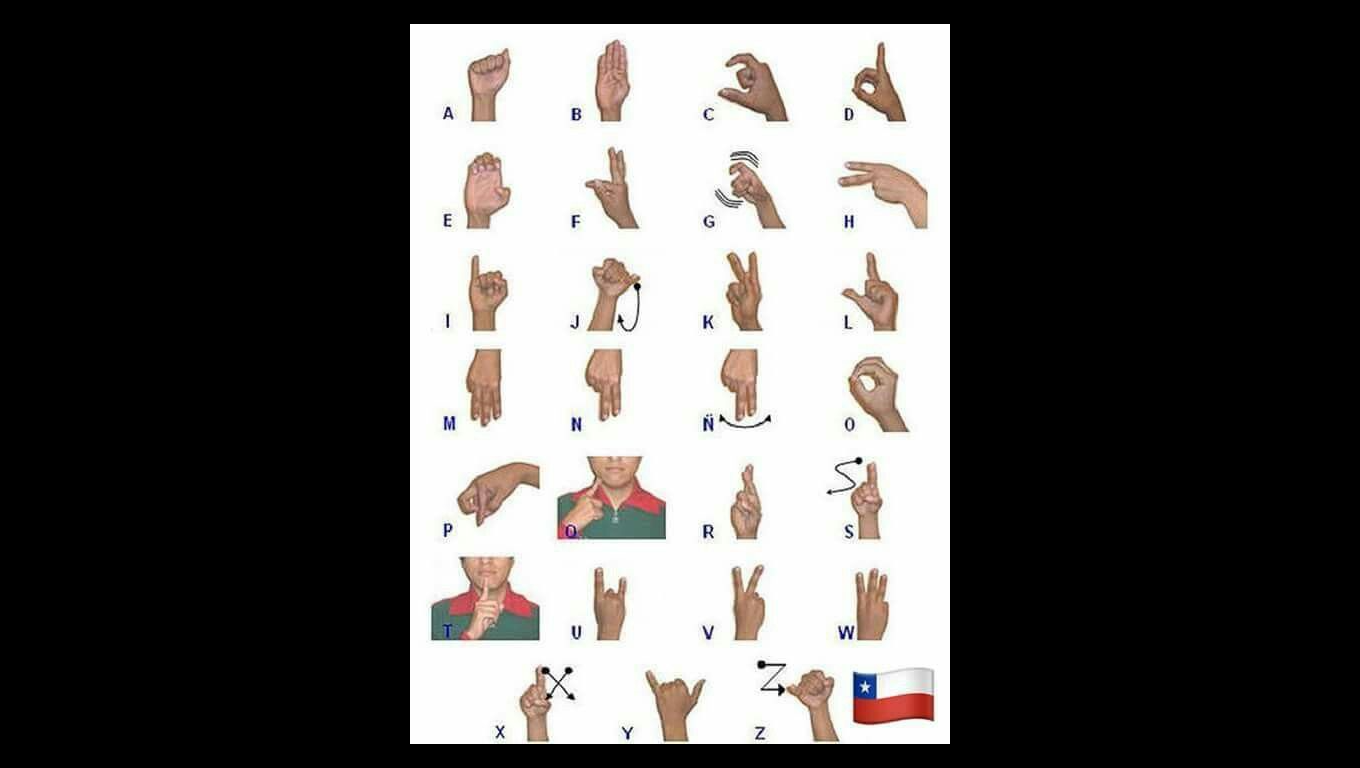 A B C D
E F G H
I J K L
M N Ñ O
P Q R S
T U V W
X Y Z